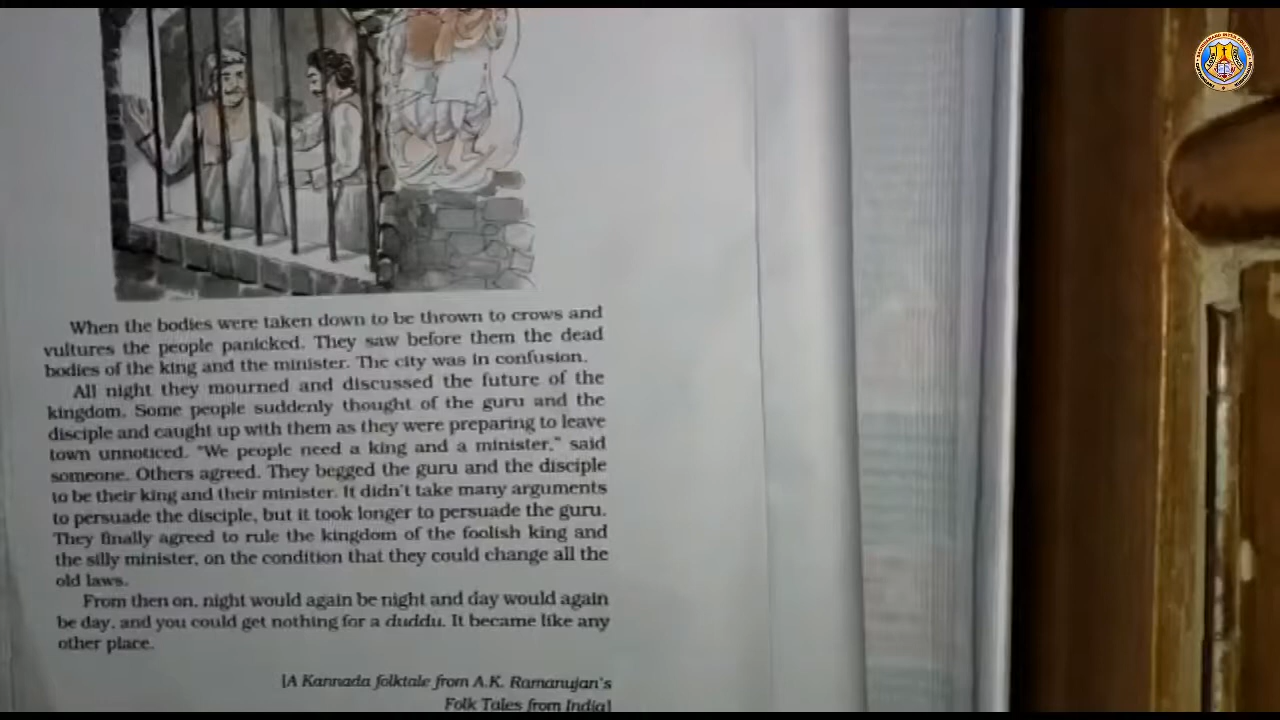 When the bodies were taken down to be thrown to crows and
vultures the people panicked. They saw before them the dead
bodies of the king and the minister. The city was in confusion.
All night they mourned and discussed the future of the
kingdom. Some people suddenly thought of the guru and the
disciple and caught up with them as they were preparing to leave
town unnoticed. “We people need a king and a minister,” said
someone. Others agreed. They begged the guru and the disciple
to be their king and their minister. It didn’t take many arguments
to persuade the disciple, but it took longer to persuade the guru.
They finally agreed to rule the kingdom of the foolish king and
the silly minister, on the condition that they could change all the
old laws.
From then on, night would again be night and day would again
be day, and you could get nothing for a duddu. It became like any
other place.
[A Kannada folktale from A.K. Ramanujan’s
Folk Tales from India]